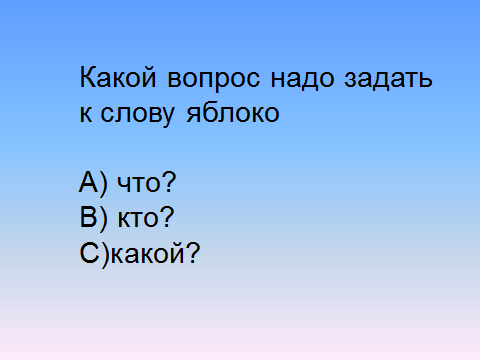 Какой вопрос надо задать
к слову яблоко
А) что?
В) кто?
С)какой?